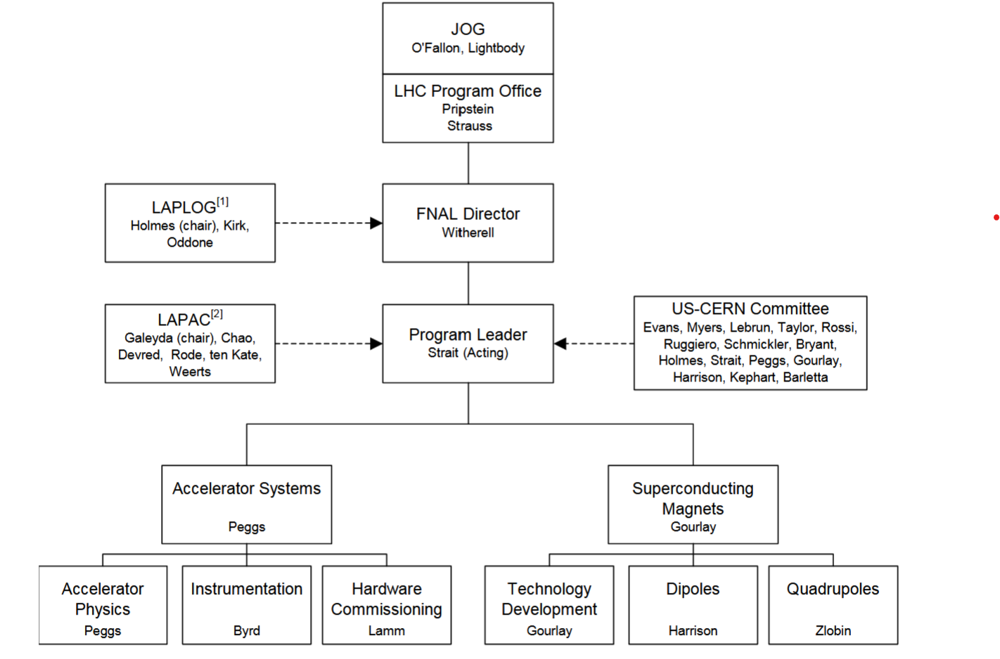 JOG
O'Fallon, Lightbody
LHC Program Office
Pripstein
Strauss
LAPLOG[1]
Holmes (chair), Kirk,
Oddone
FNAL Director
Witherell
LAPAC[2]
Galeyda (chair), Chao,
Devred, Rode, ten Kate,
Weerts
Program Leader
Strait (Acting)
US-CERN Committee
Evans, Myers, Lebrun, Taylor, Rossi,
Ruggiero, Schmickler, Bryant,
Holmes, Strait, Peggs, Gourlay,
Harrison, Kephart, Barletta
Accelerator Systems
Peggs
Superconducting
Magnets
Gourlay
Accelerator
Physics
Peggs
Instrumentation
Byrd
Hardware
Commissioning
Lamm
Technology
Development
Gourlay
Dipoles
Harrison
Quadrupoles
Zlobin